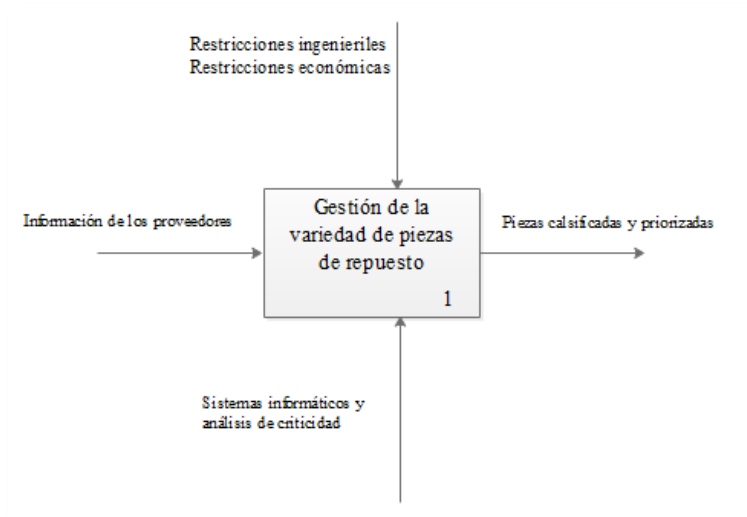 Restricciones ingenieriles
Restricciones económicas
Información de los proveedores
Gestión de la
variedad de piezas
de repuesto
1
Piezas calsificadas y priorizadas
Sistemas informáticos y
análisis de criticidad